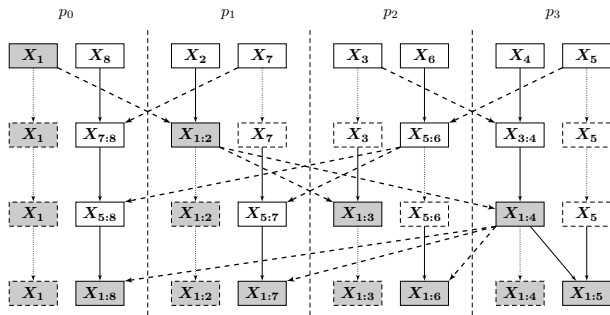 p₀ p₁ p₂ p₃
X₁ X₈ X₂ X₇ X₃ X₆ X₄ X₅
X₁ X₇:₈ X₁:₂ X₇ X₃ X₅:₆ X₃:₄ X₅
X₁ X₅:₈ X₁:₂ X₅:₇ X₁:₃ X₅:₆ X₁:₄ X₅
X₁ X₁:₈ X₁:₂ X₁:₇ X₁:₃ X₁:₆ X₁:₄ X₁:₅